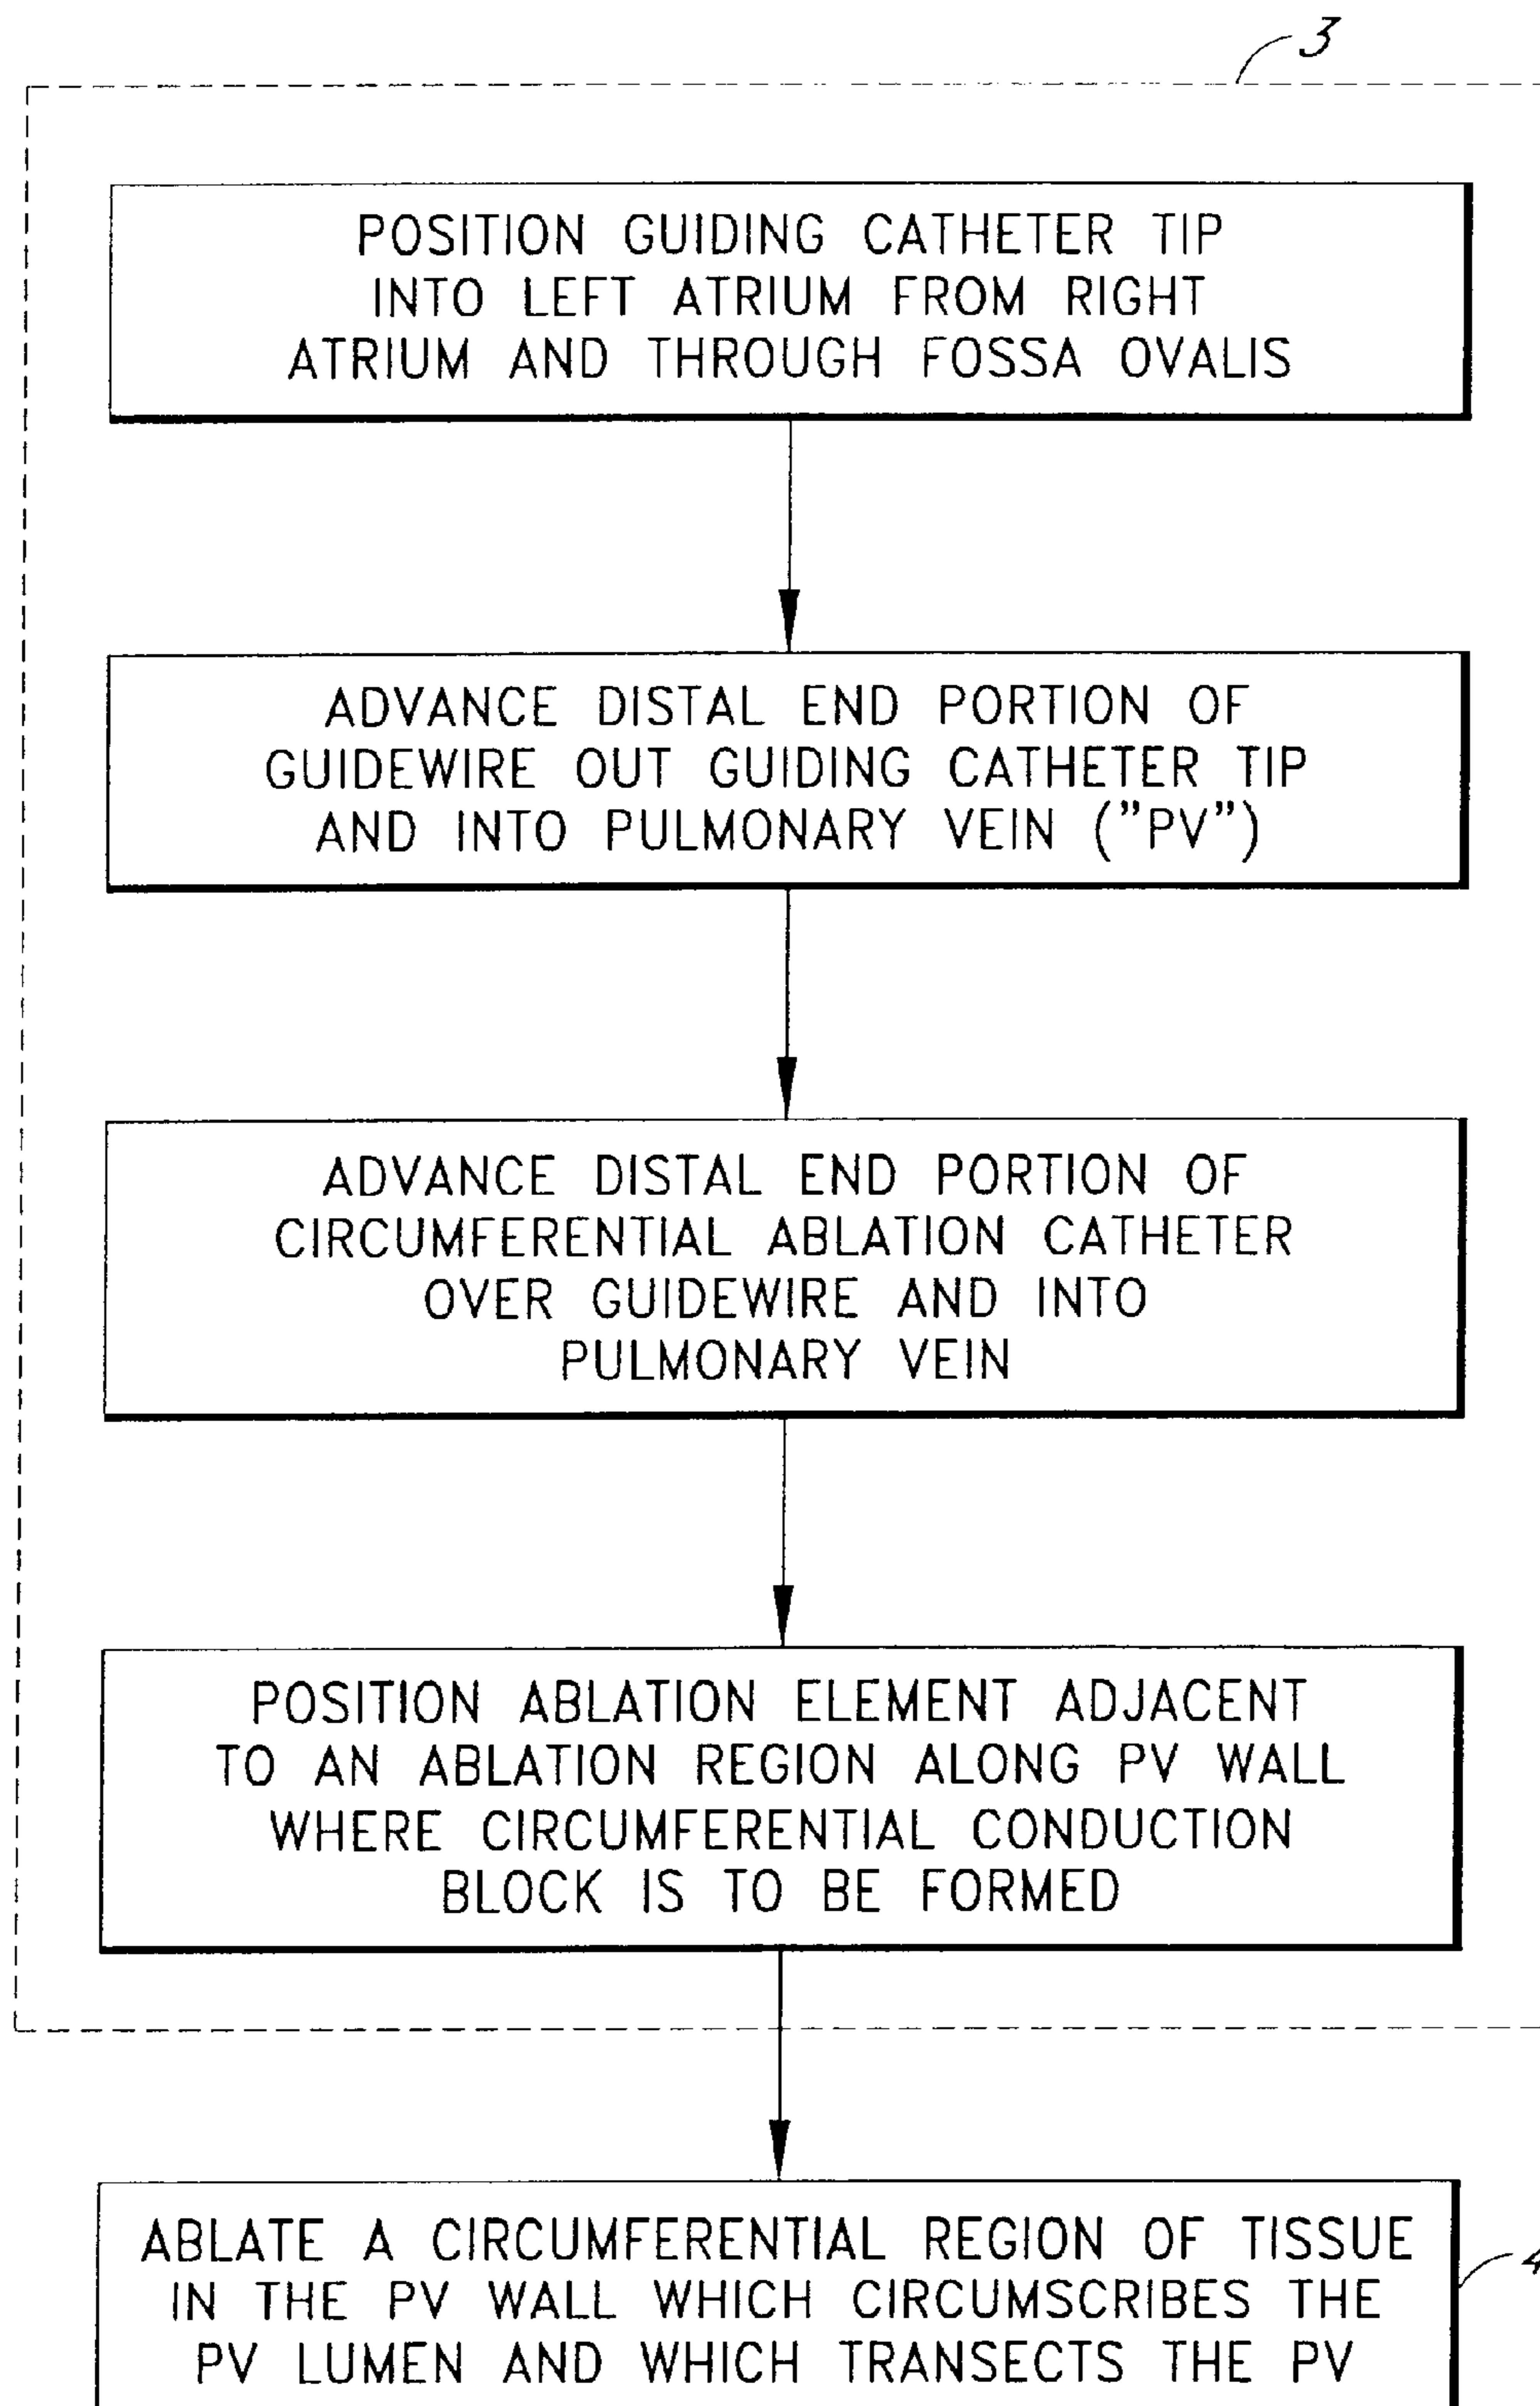 3
POSITION GUIDING CATHETER TIP
INTO LEFT ATRIUM FROM RIGHT
ATRIUM AND THROUGH FOSSA OVALIS
ADVANCE DISTAL END PORTION OF
GUIDEWIRE OUT GUIDING CATHETER TIP
AND INTO PULMONARY VEIN ("PV")
ADVANCE DISTAL END PORTION OF
CIRCUMFERENTIAL ABLATION CATHETER
OVER GUIDEWIRE AND INTO
PULMONARY VEIN
POSITION ABLATION ELEMENT ADJACENT
TO AN ABLATION REGION ALONG PV WALL
WHERE CIRCUMFERENTIAL CONDUCTION
BLOCK IS TO BE FORMED
ABLATE A CIRCUMFERENTIAL REGION OF TISSUE
4
IN THE PV WALL WHICH CIRCUMSCRIBES THE
PV LUMEN AND WHICH TRANSECTS THE PV